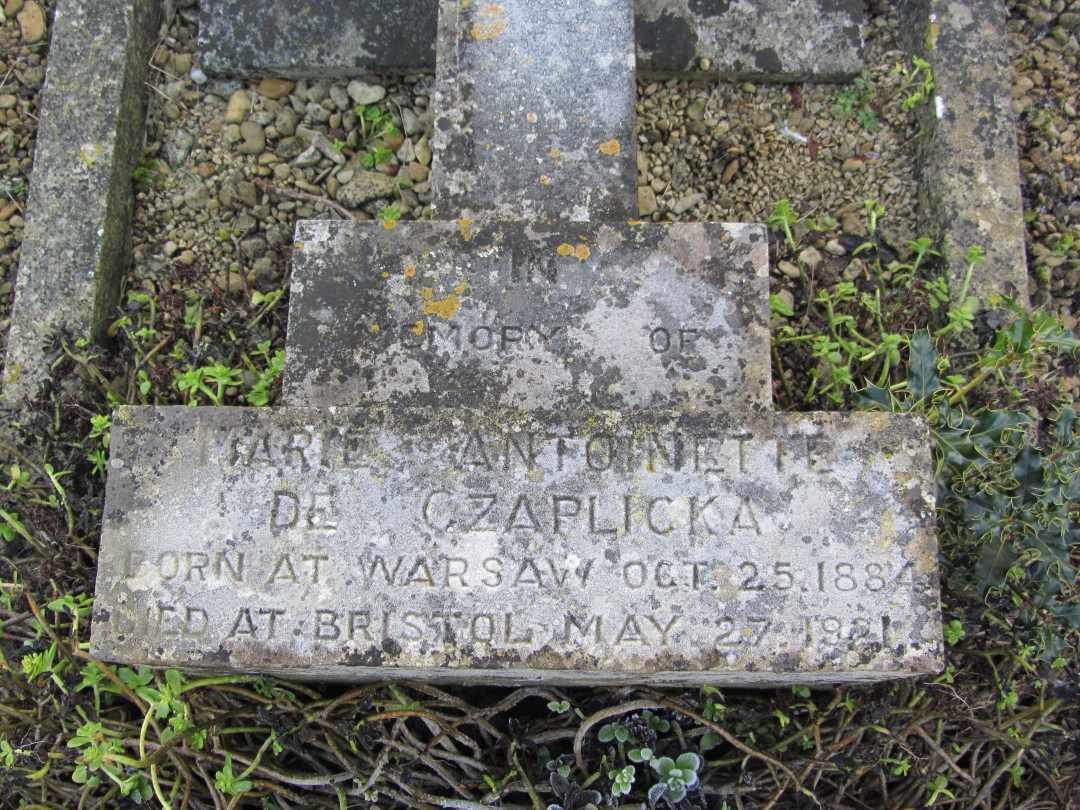 IN
MEMORY OF
MARIE ANTOINETTE
DE CZAPLICKA
BORN AT WARSAW OCT. 25. 1884
DIED AT BRISTOL MAY 27. 1921